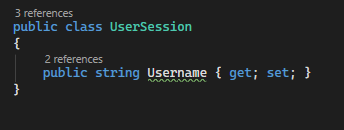 3 references
public class UserSession
{
2 references
public string Username { get; set; }
}